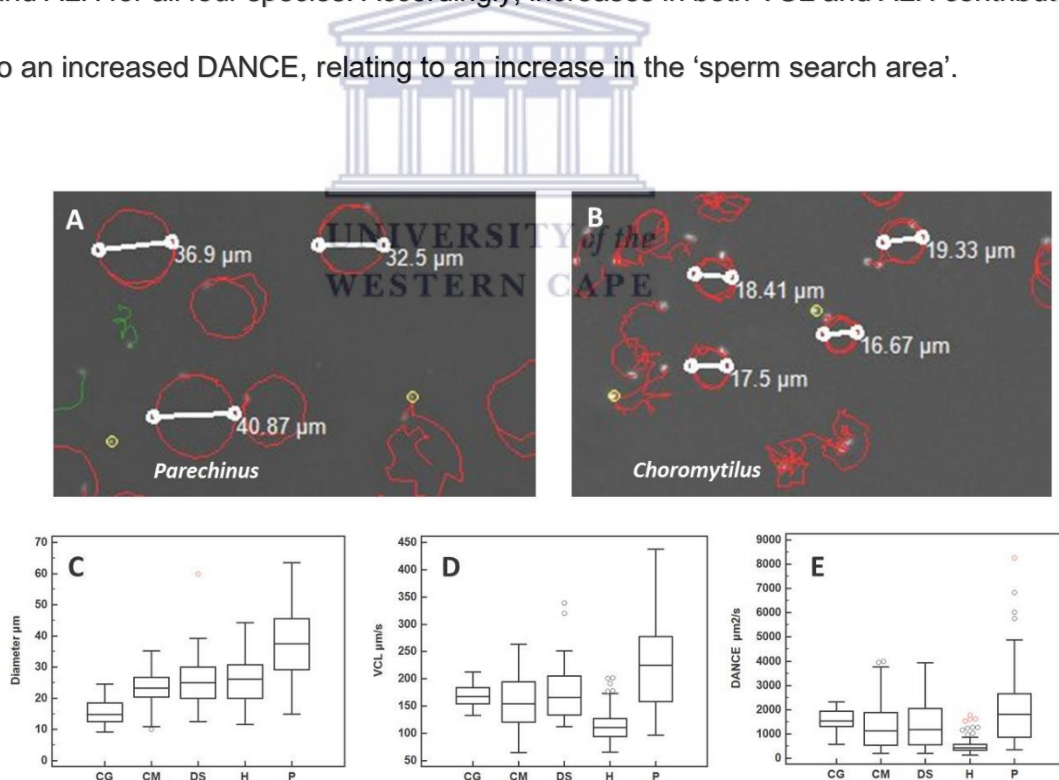 and ALH for all four species. Accordingly, increases in both VCL and ALH contribut
o an increased DANCE, relating to an increase in the ‘sperm search area’.
UNIVERSITY of the
WESTERN CAPE
A
36.9 µm
32.5 µm
40.87 µm
Parechinus
B
19.33 µm
18.41 µm
16.67 µm
17.5 µm
Choromytilus
C
Diameter µm
70
60
50
40
30
20
10
0
CG CM DS H P
D
VCL µm/s
450
400
350
300
250
200
150
100
50
CG CM DS H P
E
DANCE µm2/s
9000
8000
7000
6000
5000
4000
3000
2000
1000
0
CG CM DS H P